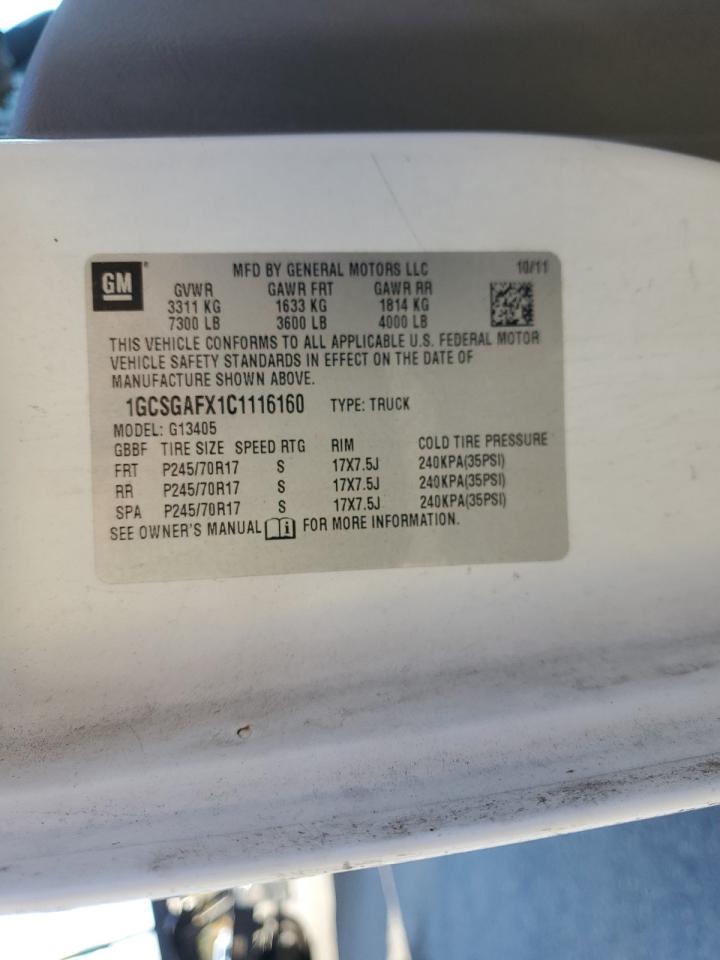 GM ® MFD BY GENERAL MOTORS LLC 10/11
GVWR GAWR FRT GAWR RR
3311 KG 1633 KG 1814 KG
7300 LB 3600 LB 4000 LB
THIS VEHICLE CONFORMS TO ALL APPLICABLE U.S. FEDERAL MOTOR
VEHICLE SAFETY STANDARDS IN EFFECT ON THE DATE OF
MANUFACTURE SHOWN ABOVE.
1GCSGAFX1C1116160 TYPE: TRUCK
MODEL: G13405
GBBF TIRE SIZE SPEED RTG RIM COLD TIRE PRESSURE
FRT P245/70R17 S 17X7.5J 240KPA(35PSI)
RR P245/70R17 S 17X7.5J 240KPA(35PSI)
SPA P245/70R17 S 17X7.5J 240KPA(35PSI)
SEE OWNER'S MANUAL FOR MORE INFORMATION.